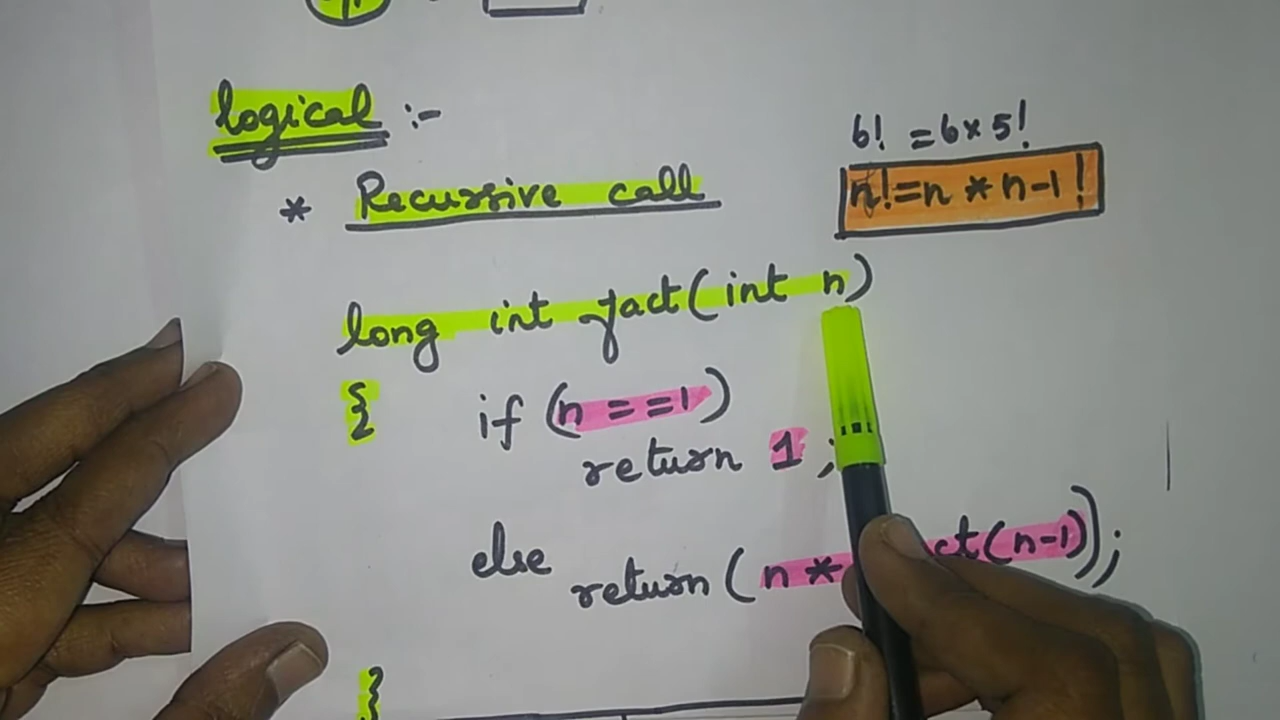 logical :-
6! = 6 × 5!
* Recursive call
n! = n * n-1 !
long int fact( int n)
{ if (n == 1)
return 1 ;
else
return ( n * ct(n-1));
}